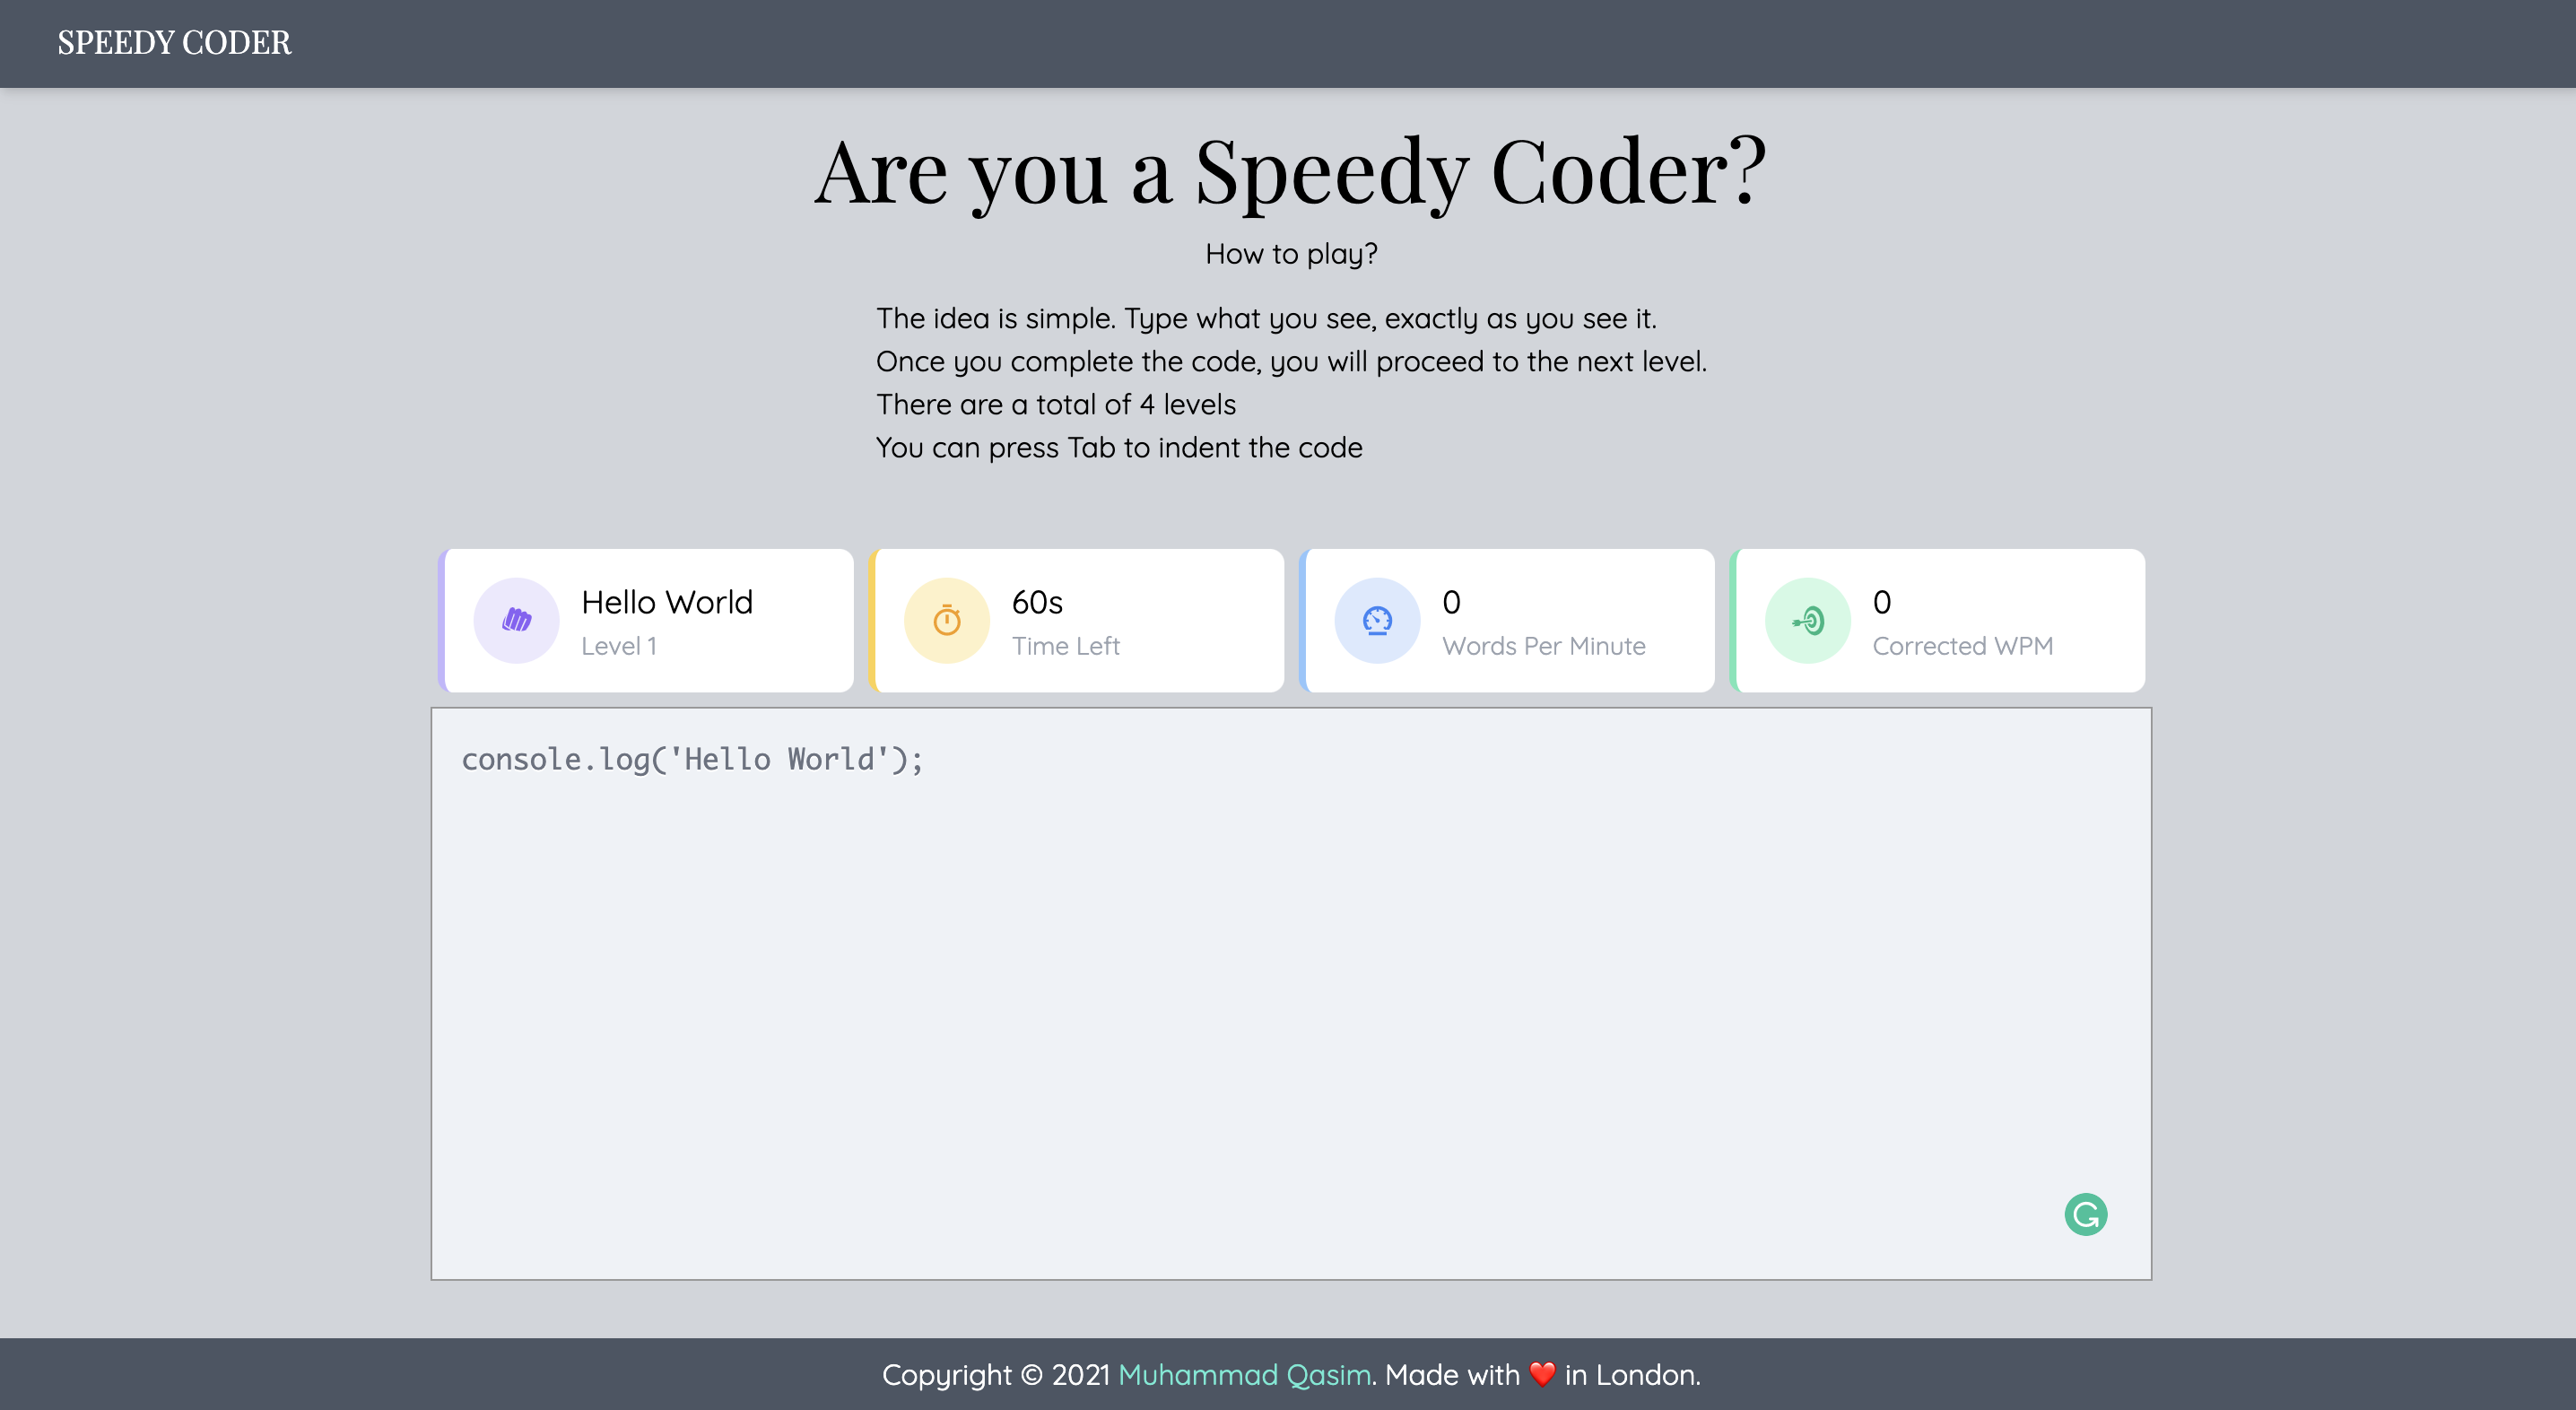 SPEEDY CODER
Are you a Speedy Coder?
How to play?
The idea is simple. Type what you see, exactly as you see it.
Once you complete the code, you will proceed to the next level.
There are a total of 4 levels
You can press Tab to indent the code
Hello World
Level 1
60s
Time Left
0
Words Per Minute
0
Corrected WPM
console.log('Hello World');
Copyright © 2021 Muhammad Qasim. Made with ❤️ in London.